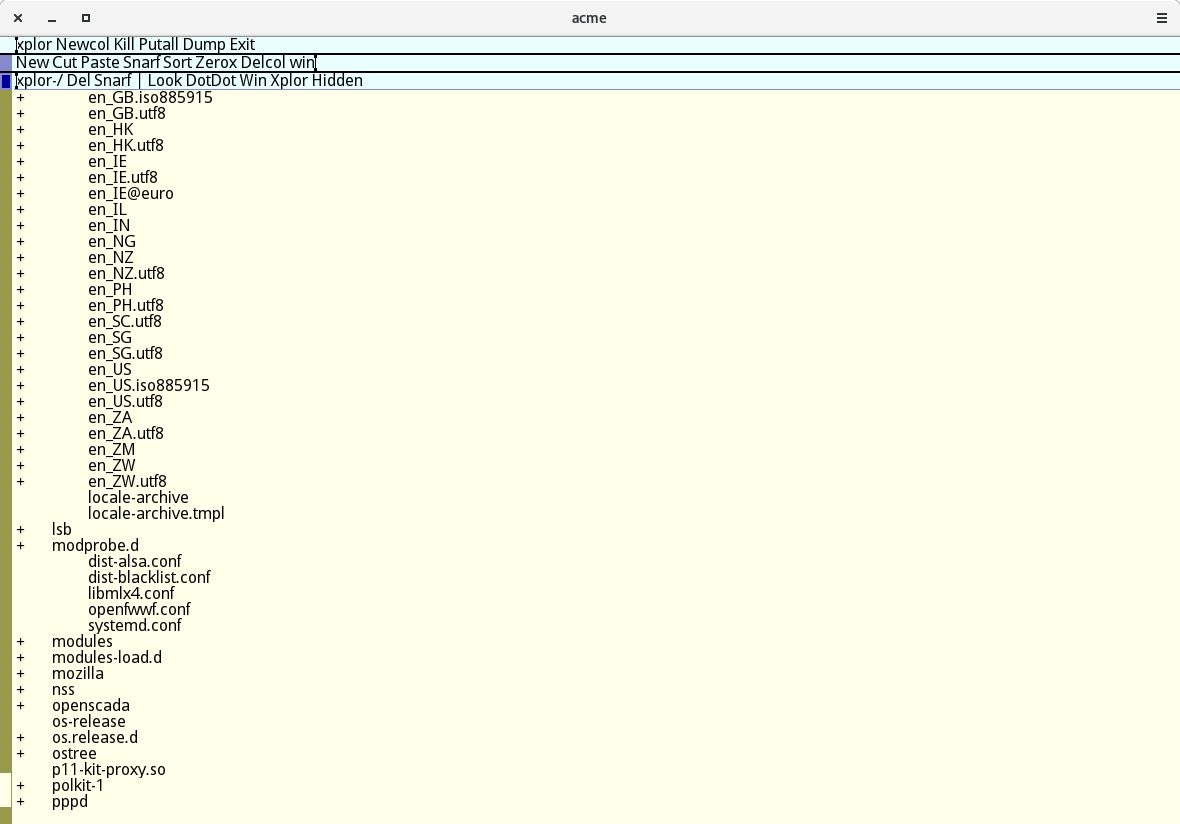 acme
xplor Newcol Kill Putall Dump Exit
New Cut Paste Snarf Sort Zerox Delcol win
xplor-/ Del Snarf | Look DotDot Win Xplor Hidden
+ en_GB.iso885915
+ en_GB.utf8
+ en_HK
+ en_HK.utf8
+ en_IE
+ en_IE.utf8
+ en_IE@euro
+ en_IL
+ en_IN
+ en_NG
+ en_NZ
+ en_NZ.utf8
+ en_PH
+ en_PH.utf8
+ en_SC.utf8
+ en_SG
+ en_SG.utf8
+ en_US
+ en_US.iso885915
+ en_US.utf8
+ en_ZA
+ en_ZA.utf8
+ en_ZM
+ en_ZW
+ en_ZW.utf8
locale-archive
locale-archive.tmpl
+ lsb
+ modprobe.d
dist-alsa.conf
dist-blacklist.conf
libmlx4.conf
openfwwf.conf
systemd.conf
+ modules
+ modules-load.d
+ mozilla
+ nss
+ openscada
os-release
+ os.release.d
+ ostree
p11-kit-proxy.so
+ polkit-1
+ pppd